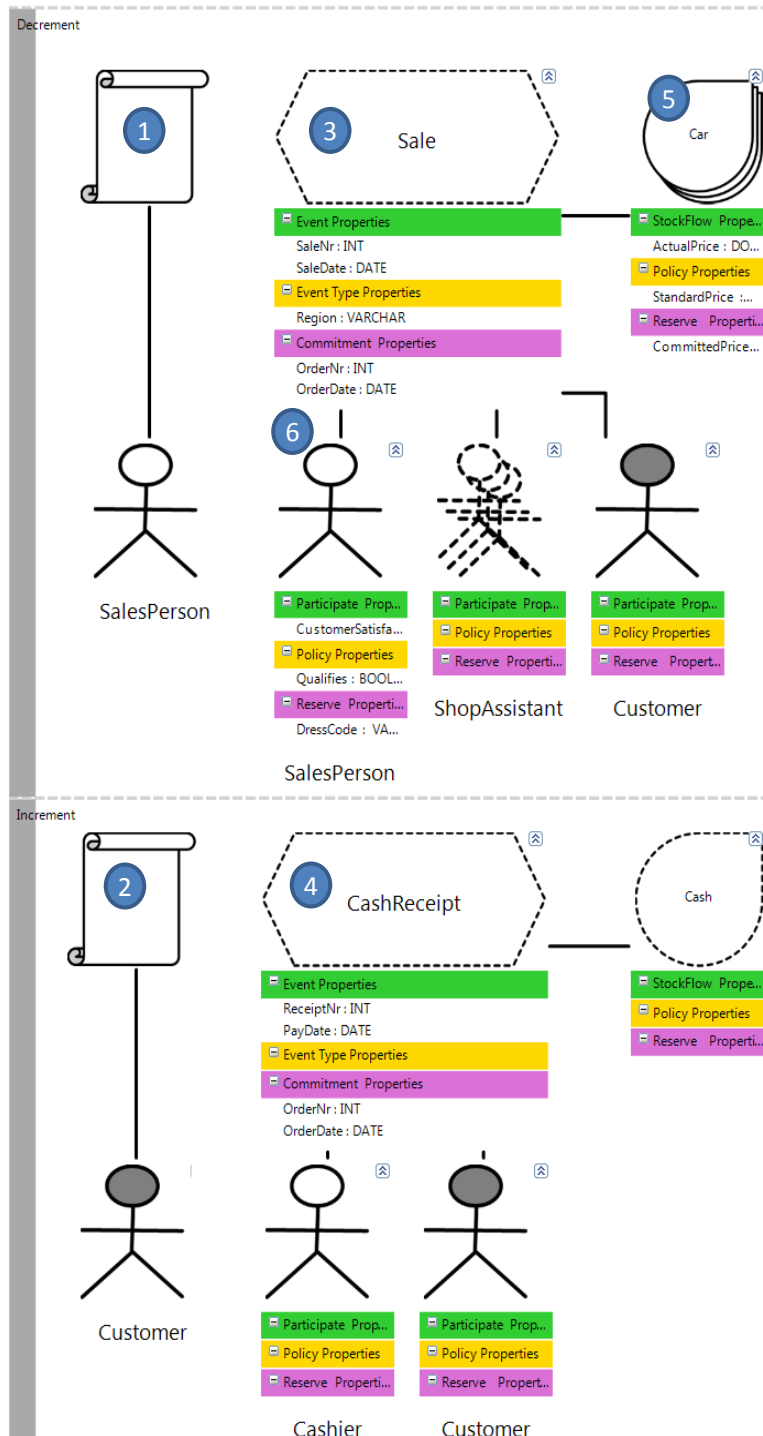 Decrement
1
3
Sale
5
Car
Event Properties
SaleNr : INT
SaleDate : DATE
Event Type Properties
Region : VARCHAR
Commitment Properties
OrderNr : INT
OrderDate : DATE
StockFlow Prope...
ActualPrice : DO...
Policy Properties
StandardPrice :...
Reserve Properti...
CommittedPrice...
6
SalesPerson
Participate Prop...
CustomerSatisfa...
Policy Properties
Qualifies : BOOL...
Reserve Properti...
DressCode : VA...
SalesPerson
Participate Prop...
Policy Properties
Reserve Properti...
ShopAssistant
Participate Prop...
Policy Properties
Reserve Propert...
Customer
Increment
2
4
CashReceipt
Cash
Event Properties
ReceiptNr : INT
PayDate : DATE
Event Type Properties
Commitment Properties
OrderNr : INT
OrderDate : DATE
StockFlow Prope...
Policy Properties
Reserve Properti...
Customer
Participate Prop...
Policy Properties
Reserve Properti...
Cashier
Participate Prop...
Policy Properties
Reserve Propert...
Customer